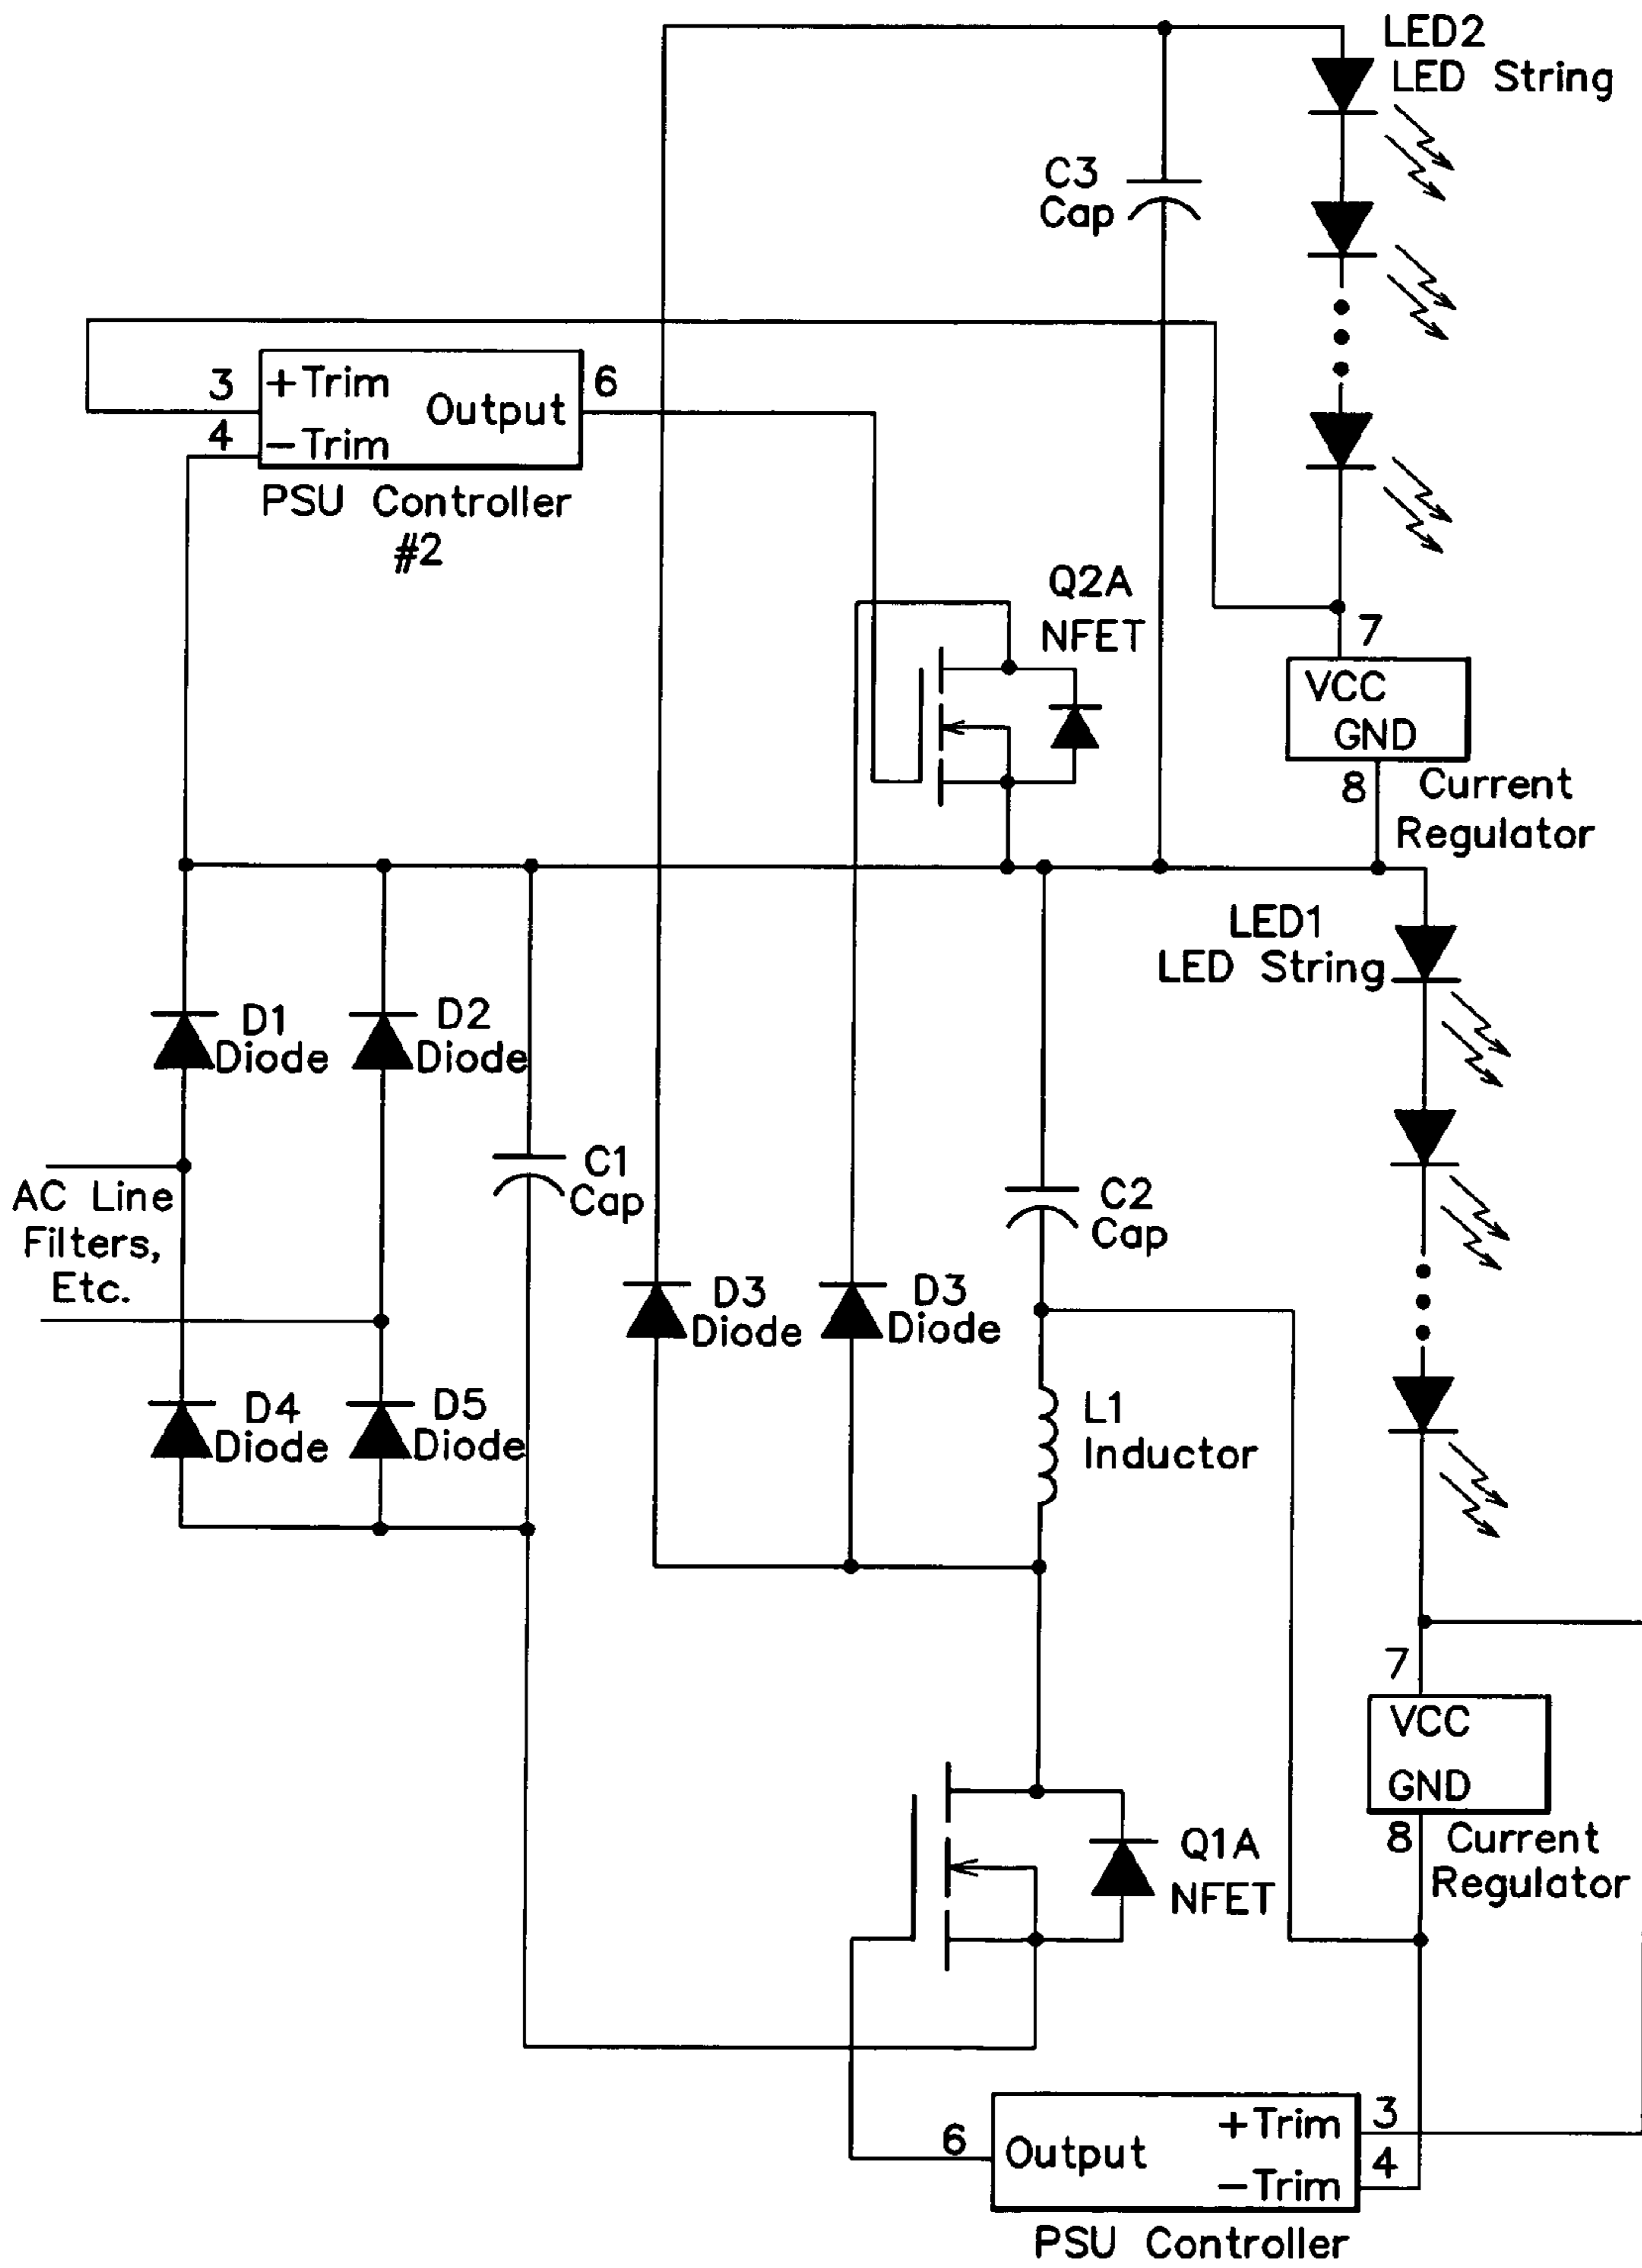 LED2
LED String
C3
Cap
3
+Trim
6
Output
4
−Trim
PSU Controller
#2
Q2A
NFET
7
VCC
GND
8
Current
Regulator
LED1
LED String
D1
Diode
D2
Diode
C1
Cap
AC Line
Filters,
Etc.
C2
Cap
D3
Diode
D3
Diode
D4
Diode
D5
Diode
L1
Inductor
7
VCC
GND
8
Current
Regulator
Q1A
NFET
6
Output
+Trim
3
−Trim
4
PSU Controller